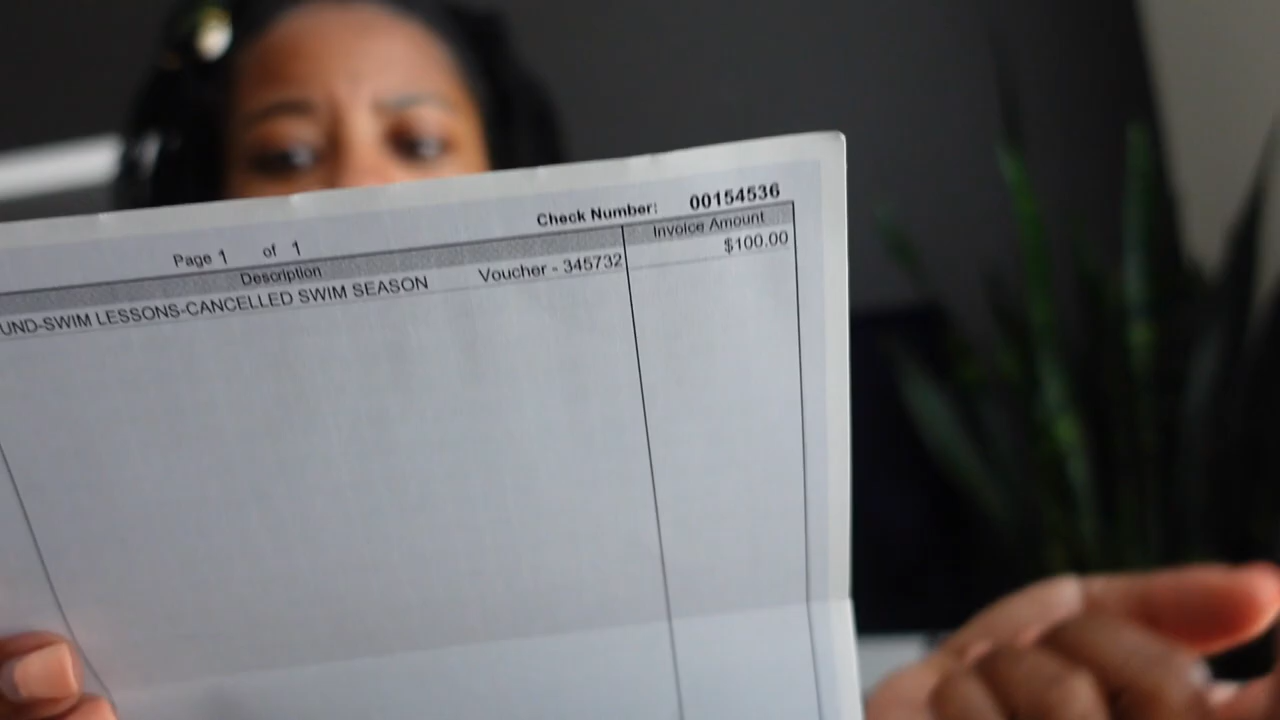 Check Number: 00154536
Page 1 of 1
Description Invoice Amount
UND-SWIM LESSONS-CANCELLED SWIM SEASON Voucher - 345732 $100.00